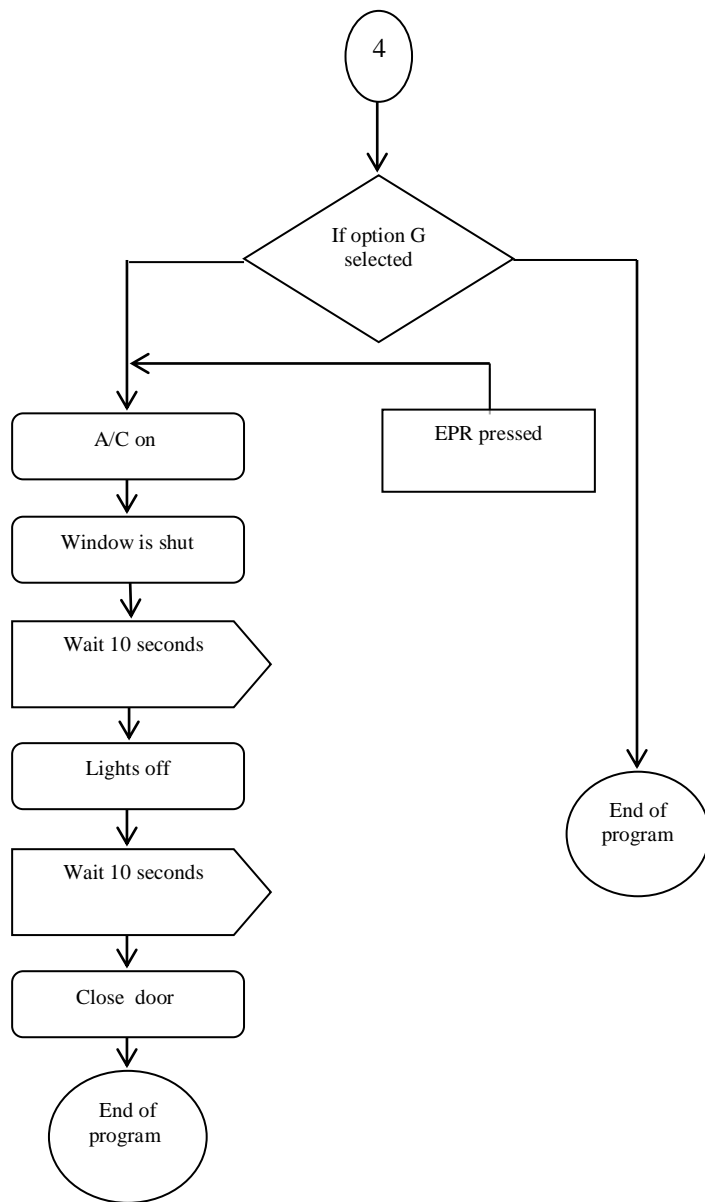 4
If option G
selected
EPR pressed
A/C on
Window is shut
Wait 10 seconds
Lights off
Wait 10 seconds
Close  door
End of
program
End of
program